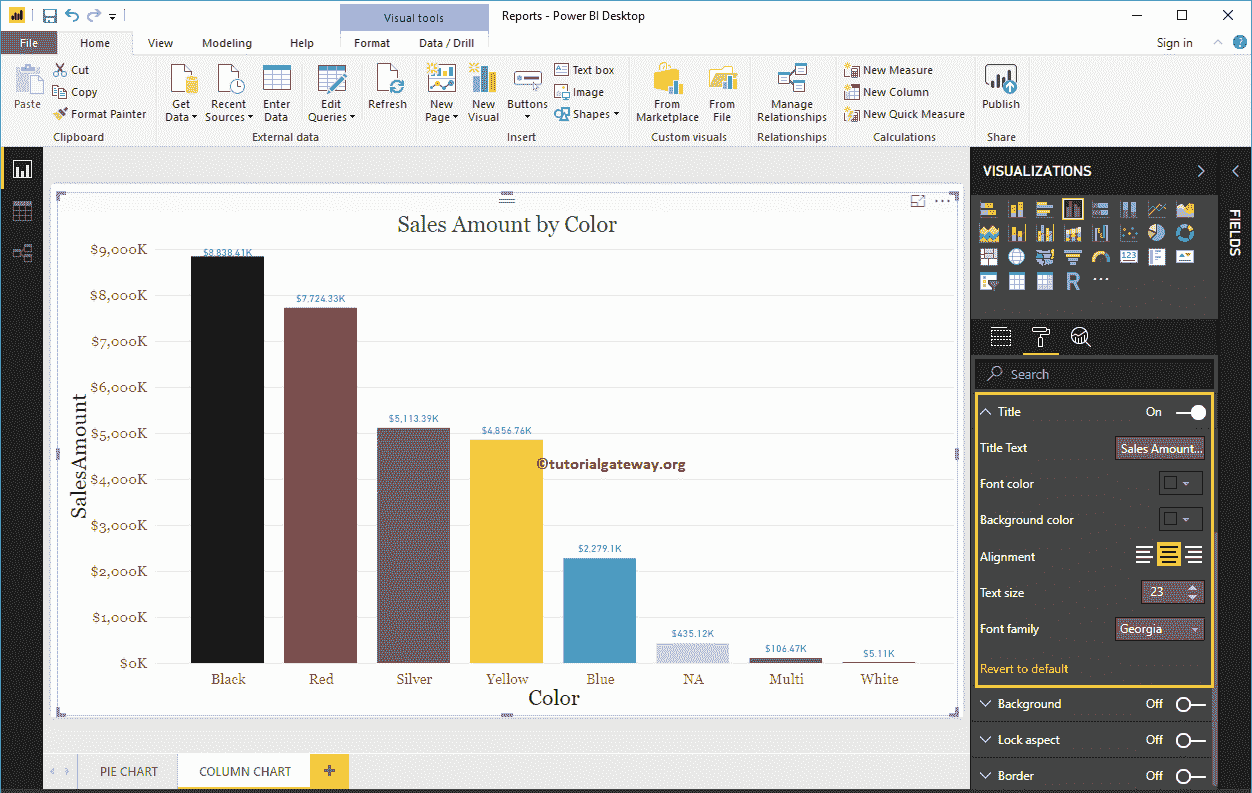 Visual tools
Reports - Power BI Desktop
File Home View Modeling Help Format Data / Drill
Sign in
Cut
Copy
Format Painter
Paste
Clipboard
Get Data
Recent Sources
Enter Data
Edit Queries
External data
Refresh
New Page
New Visual
Buttons
Text box
Image
Shapes
Insert
From Marketplace
From File
Custom visuals
Manage Relationships
Relationships
New Measure
New Column
New Quick Measure
Calculations
Publish
Share
Sales Amount by Color
SalesAmount
$9,000K
$8,000K
$7,000K
$6,000K
$5,000K
$4,000K
$3,000K
$2,000K
$1,000K
$0K
$8,838.41K
$7,724.33K
$5,113.39K
$4,856.76K
$2,279.1K
$435.12K
$106.47K
$5.11K
©tutorialgateway.org
Black Red Silver Yellow Blue NA Multi White
Color
PIE CHART
COLUMN CHART
+
VISUALIZATIONS
FIELDS
123
R
Search
Title On
Title Text Sales Amount...
Font color
Background color
Alignment
Text size 23
Font family Georgia
Revert to default
Background Off
Lock aspect Off
Border Off